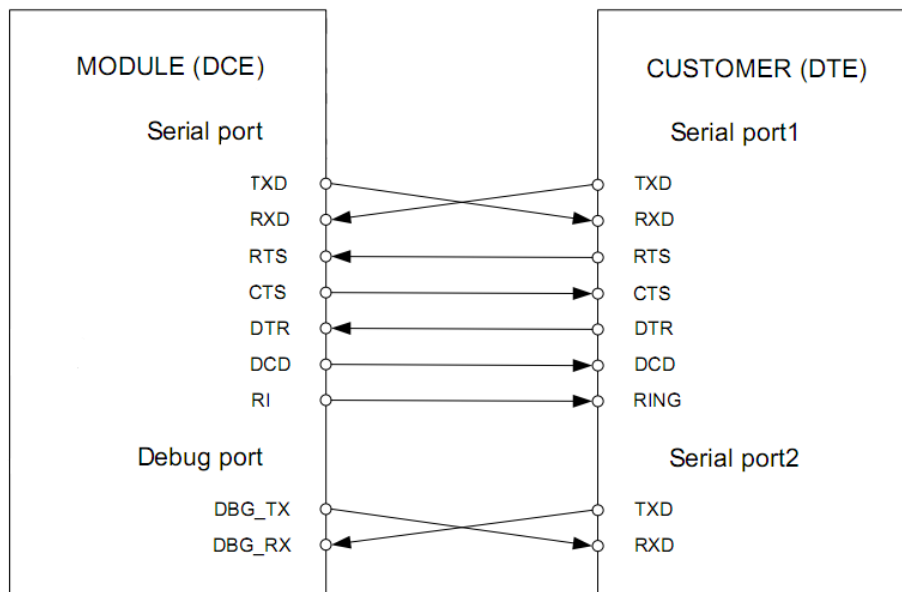 MODULE (DCE)
Serial port
TXD
RXD
RTS
CTS
DTR
DCD
RI
Debug port
DBG_TX
DBG_RX
CUSTOMER (DTE)
Serial port1
TXD
RXD
RTS
CTS
DTR
DCD
RING
Serial port2
TXD
RXD